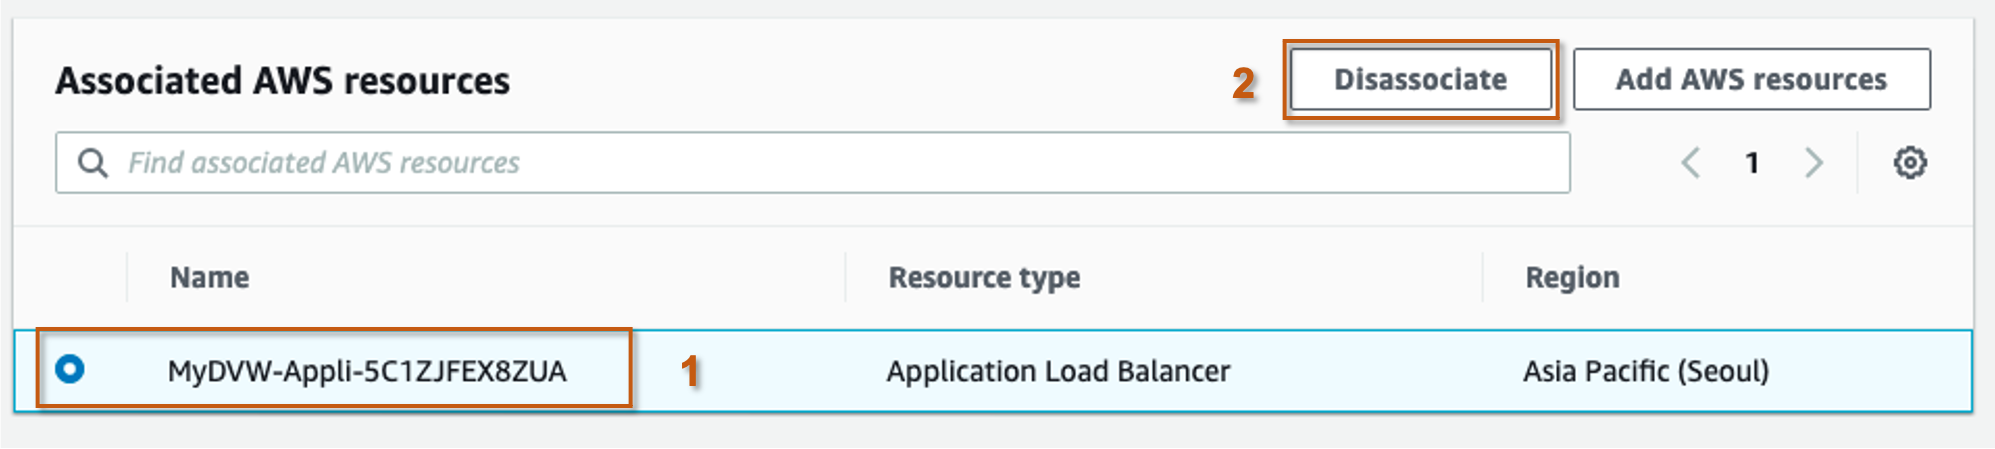 Associated AWS resources
2
Disassociate
Add AWS resources
Find associated AWS resources
1
Name
Resource type
Region
MyDVW-Appli-5C1ZJFEX8ZUA
1
Application Load Balancer
Asia Pacific (Seoul)